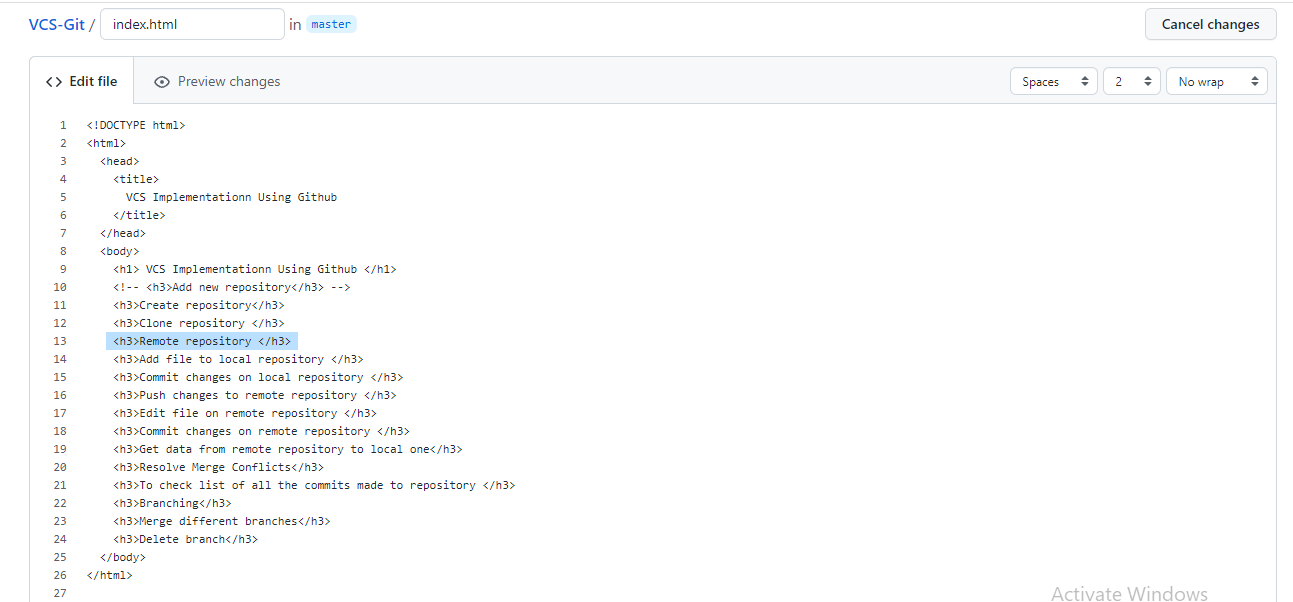 VCS-Git / index.html in master Cancel changes
Edit file Preview changes Spaces 2 No wrap
1 <!DOCTYPE html>
2 <html>
3 <head>
4 <title>
5 VCS Implementationn Using Github
6 </title>
7 </head>
8 <body>
9 <h1> VCS Implementationn Using Github </h1>
10 <!-- <h3>Add new repository</h3> -->
11 <h3>Create repository</h3>
12 <h3>Clone repository </h3>
13 <h3>Remote repository </h3>
14 <h3>Add file to local repository </h3>
15 <h3>Commit changes on local repository </h3>
16 <h3>Push changes to remote repository </h3>
17 <h3>Edit file on remote repository </h3>
18 <h3>Commit changes on remote repository </h3>
19 <h3>Get data from remote repository to local one</h3>
20 <h3>Resolve Merge Conflicts</h3>
21 <h3>To check list of all the commits made to repository </h3>
22 <h3>Branching</h3>
23 <h3>Merge different branches</h3>
24 <h3>Delete branch</h3>
25 </body>
26 </html>
27
Activate Windows